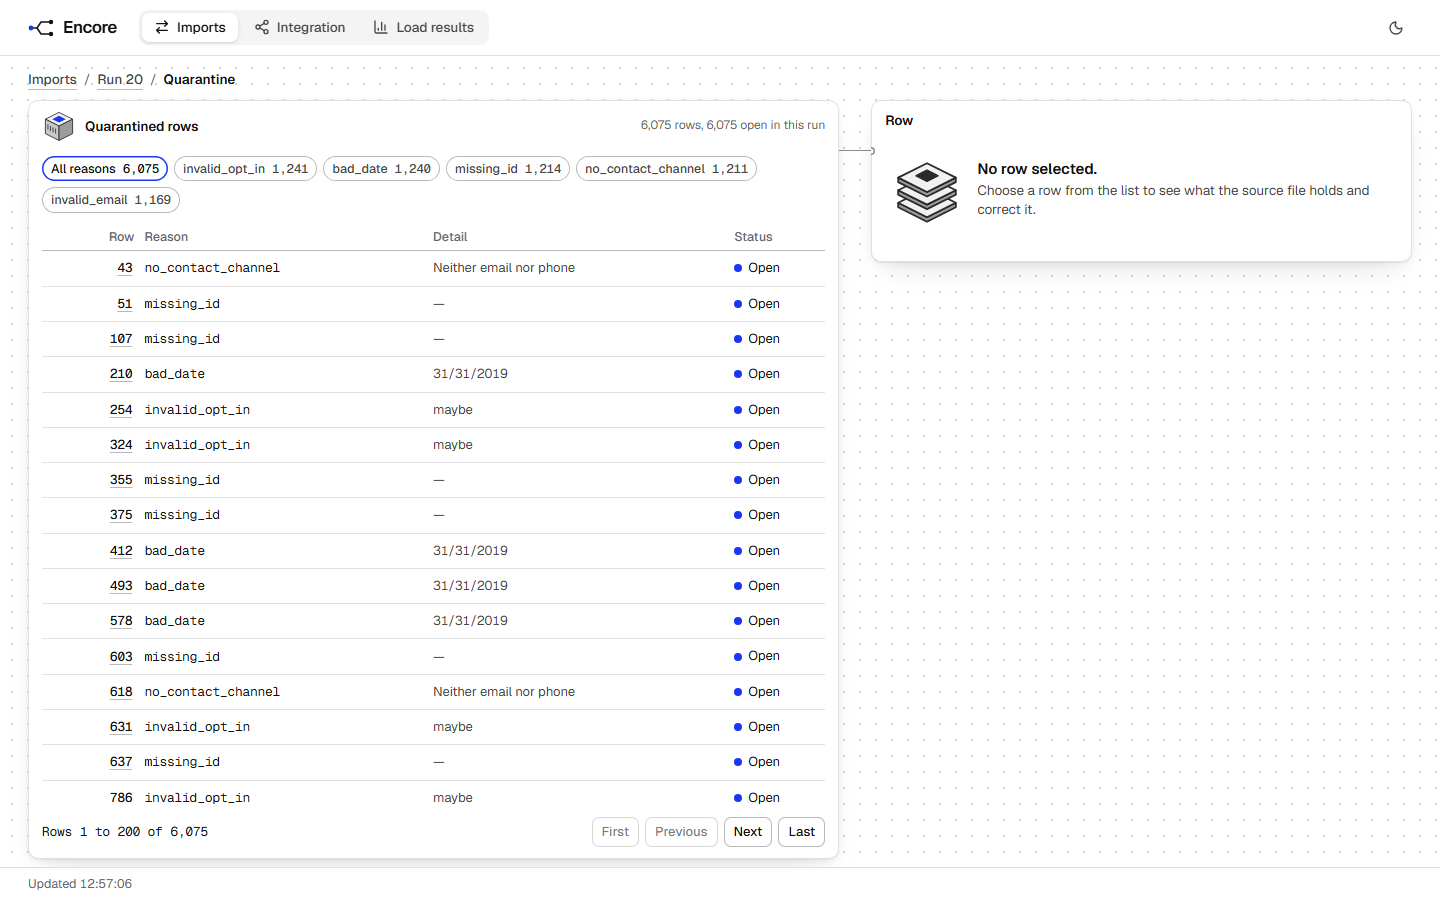 Encore Imports Integration Load results
Imports / Run 20 / Quarantine
Quarantined rows 6,075 rows, 6,075 open in this run
All reasons 6,075 invalid_opt_in 1,241 bad_date 1,240 missing_id 1,214 no_contact_channel 1,211
invalid_email 1,169
Row Reason Detail Status
43 no_contact_channel Neither email nor phone Open
51 missing_id — Open
107 missing_id — Open
210 bad_date 31/31/2019 Open
254 invalid_opt_in maybe Open
324 invalid_opt_in maybe Open
355 missing_id — Open
375 missing_id — Open
412 bad_date 31/31/2019 Open
493 bad_date 31/31/2019 Open
578 bad_date 31/31/2019 Open
603 missing_id — Open
618 no_contact_channel Neither email nor phone Open
631 invalid_opt_in maybe Open
637 missing_id — Open
786 invalid_opt_in maybe Open
Rows 1 to 200 of 6,075 First Previous Next Last
Row
No row selected.
Choose a row from the list to see what the source file holds and
correct it.
Updated 12:57:06